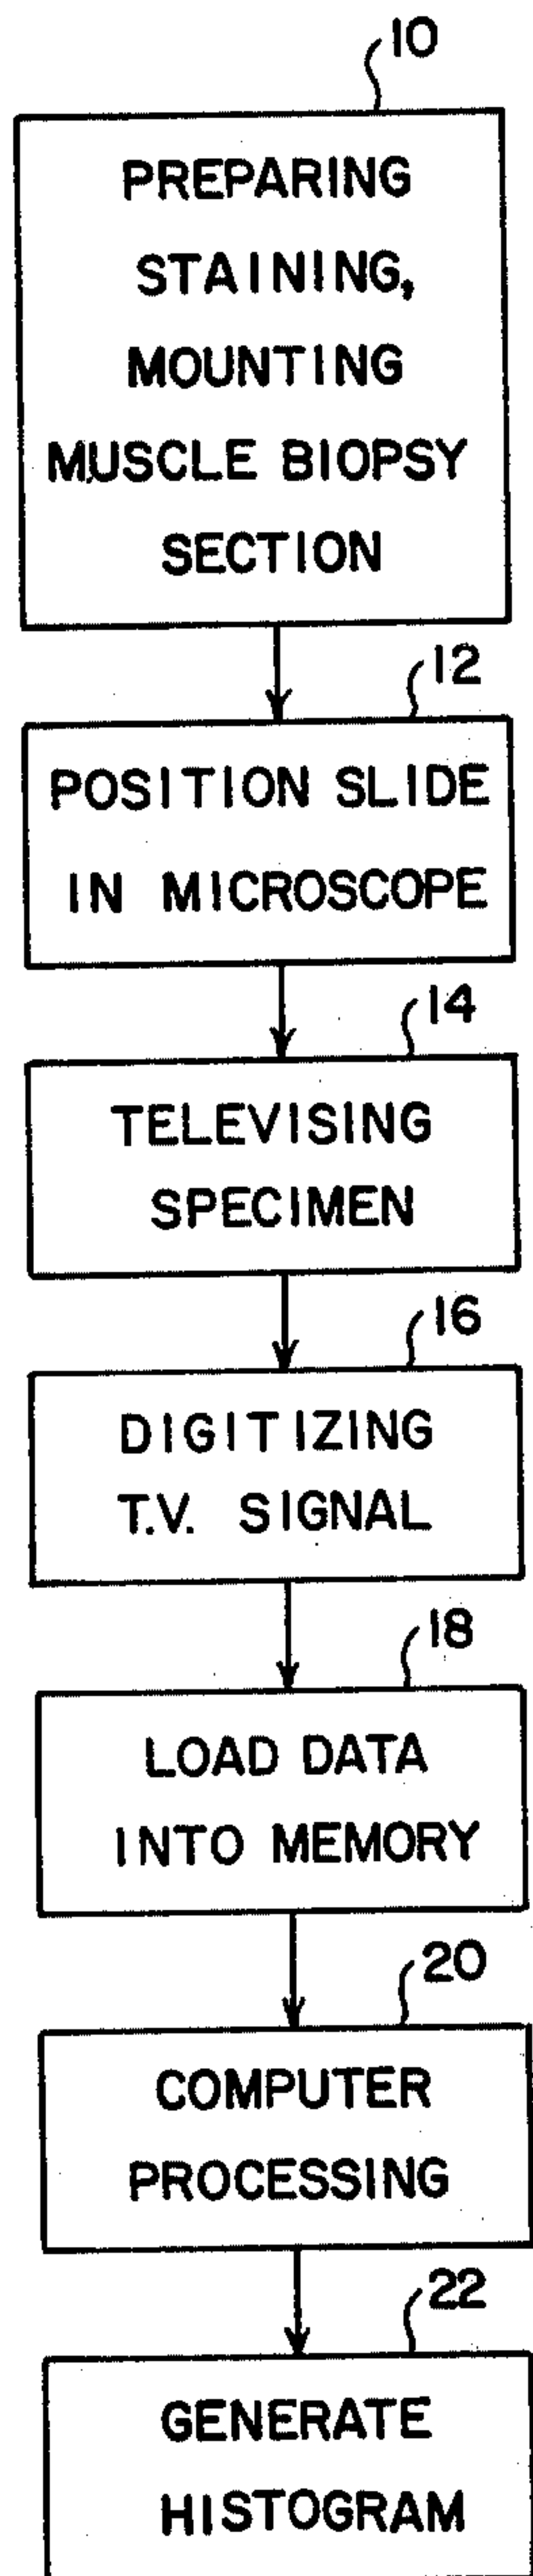 10
PREPARING
STAINING,
MOUNTING
MUSCLE BIOPSY
SECTION
12
POSITION SLIDE
IN MICROSCOPE
14
TELEVISING
SPECIMEN
16
DIGITIZING
T.V. SIGNAL
18
LOAD DATA
INTO MEMORY
20
COMPUTER
PROCESSING
22
GENERATE
HISTOGRAM